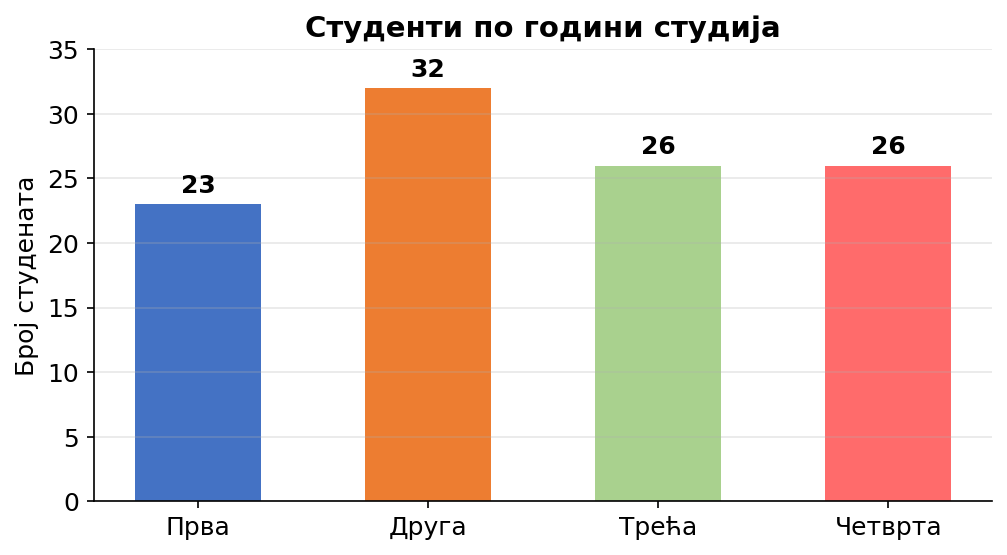 Студенти по години студија
Број студената
35
30
25
20
15
10
5
0
23
32
26
26
Прва
Друга
Трећа
Четврта